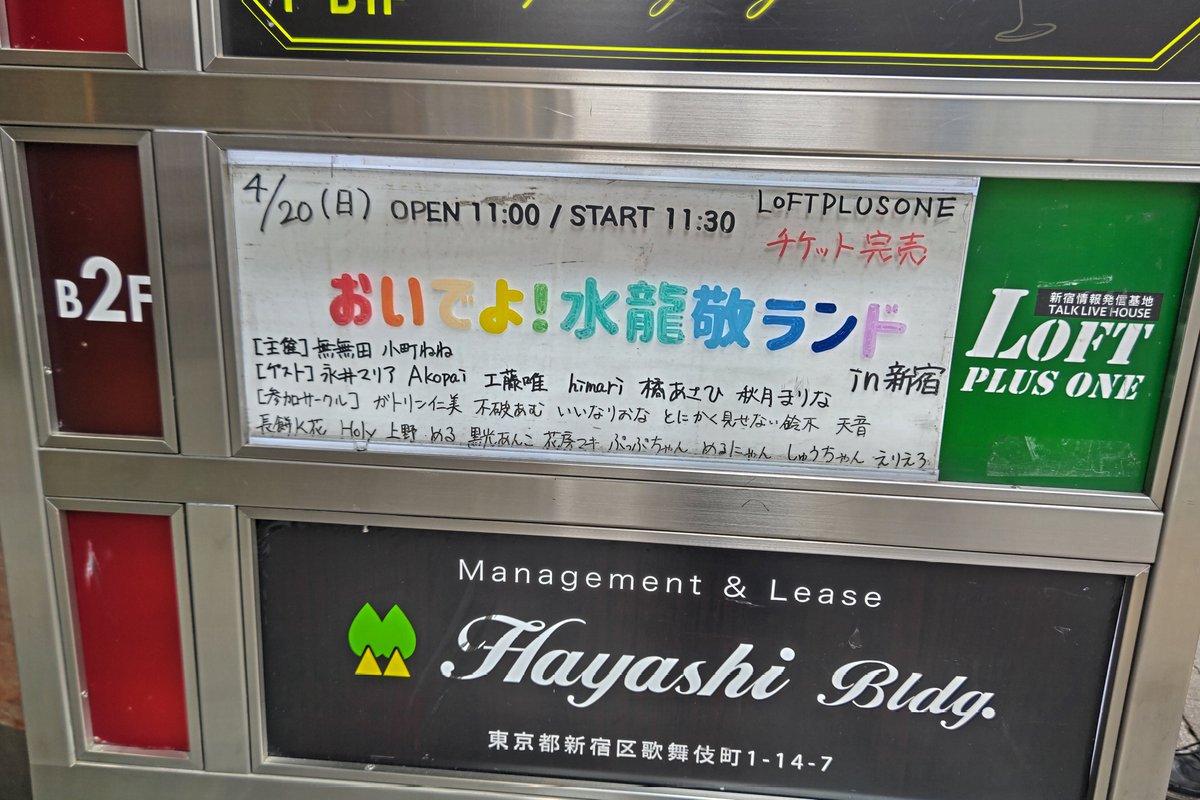 B2F
4/20(日) OPEN 11:00 / START 11:30 LOFTPLUSONE
チケット完売
おいでよ!水龍敬ランド
in新宿
[主催]無無田 小町ねね
[ゲスト]永井マリア Akopai 工藤唯 himari 橘あさひ 秋月まりな
[参加サークル] ガトリン仁美 不破あむ いいなりおな とにかく見せない鈴木 天音
長餅K花 Holy 上野 める 黒光あんこ 花房マキ ぷっぷちゃん めるにゃん しゅうちゃん えりえろ
新宿情報発信基地
TALK LIVE HOUSE
LOFT
PLUS ONE
Management & Lease
Hayashi Bldg.
東京都新宿区歌舞伎町1-14-7